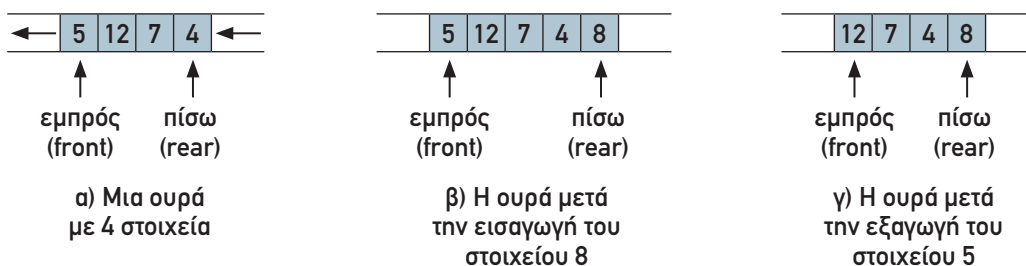 5 12 7 4
εμπρός (front)
πίσω (rear)
α) Μια ουρά
με 4 στοιχεία
5 12 7 4 8
εμπρός (front)
πίσω (rear)
β) Η ουρά μετά
την εισαγωγή του
στοιχείου 8
12 7 4 8
εμπρός (front)
πίσω (rear)
γ) Η ουρά μετά
την εξαγωγή του
στοιχείου 5